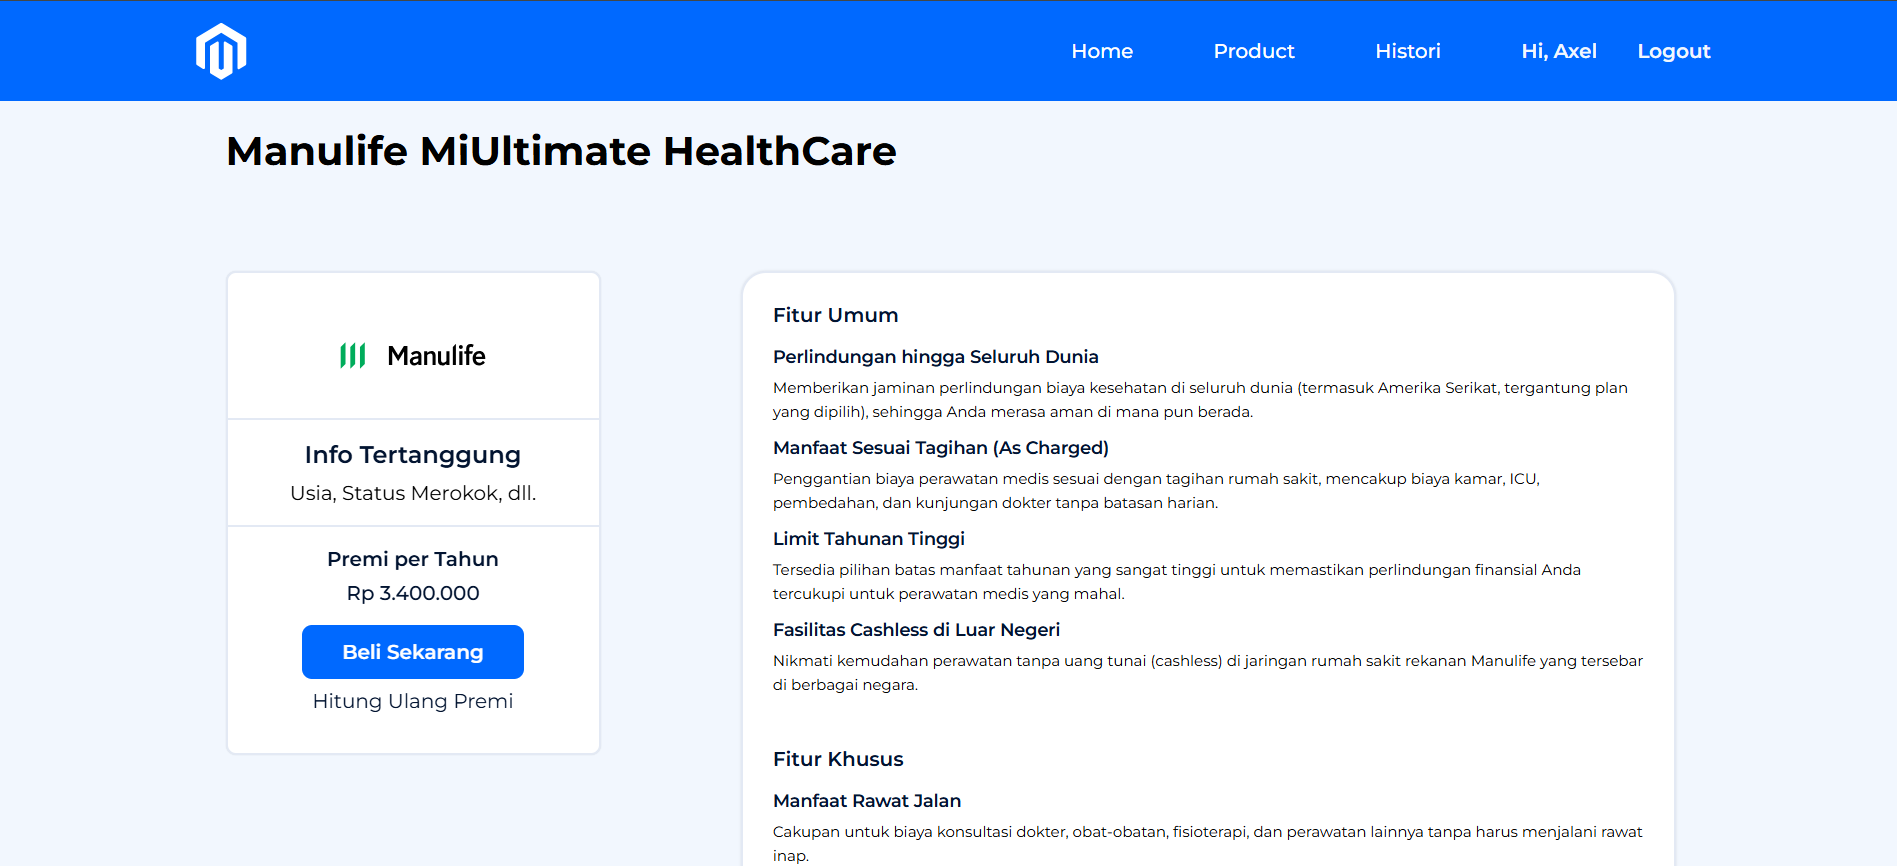 Home
Product
Histori
Hi, Axel
Logout
Manulife MiUltimate HealthCare
Manulife
Info Tertanggung
Usia, Status Merokok, dll.
Premi per Tahun
Rp 3.400.000
Beli Sekarang
Hitung Ulang Premi
Fitur Umum
Perlindungan hingga Seluruh Dunia
Memberikan jaminan perlindungan biaya kesehatan di seluruh dunia (termasuk Amerika Serikat, tergantung plan
yang dipilih), sehingga Anda merasa aman di mana pun berada.
Manfaat Sesuai Tagihan (As Charged)
Penggantian biaya perawatan medis sesuai dengan tagihan rumah sakit, mencakup biaya kamar, ICU,
pembedahan, dan kunjungan dokter tanpa batasan harian.
Limit Tahunan Tinggi
Tersedia pilihan batas manfaat tahunan yang sangat tinggi untuk memastikan perlindungan finansial Anda
tercukupi untuk perawatan medis yang mahal.
Fasilitas Cashless di Luar Negeri
Nikmati kemudahan perawatan tanpa uang tunai (cashless) di jaringan rumah sakit rekanan Manulife yang tersebar
di berbagai negara.
Fitur Khusus
Manfaat Rawat Jalan
Cakupan untuk biaya konsultasi dokter, obat-obatan, fisioterapi, dan perawatan lainnya tanpa harus menjalani rawat
inap.